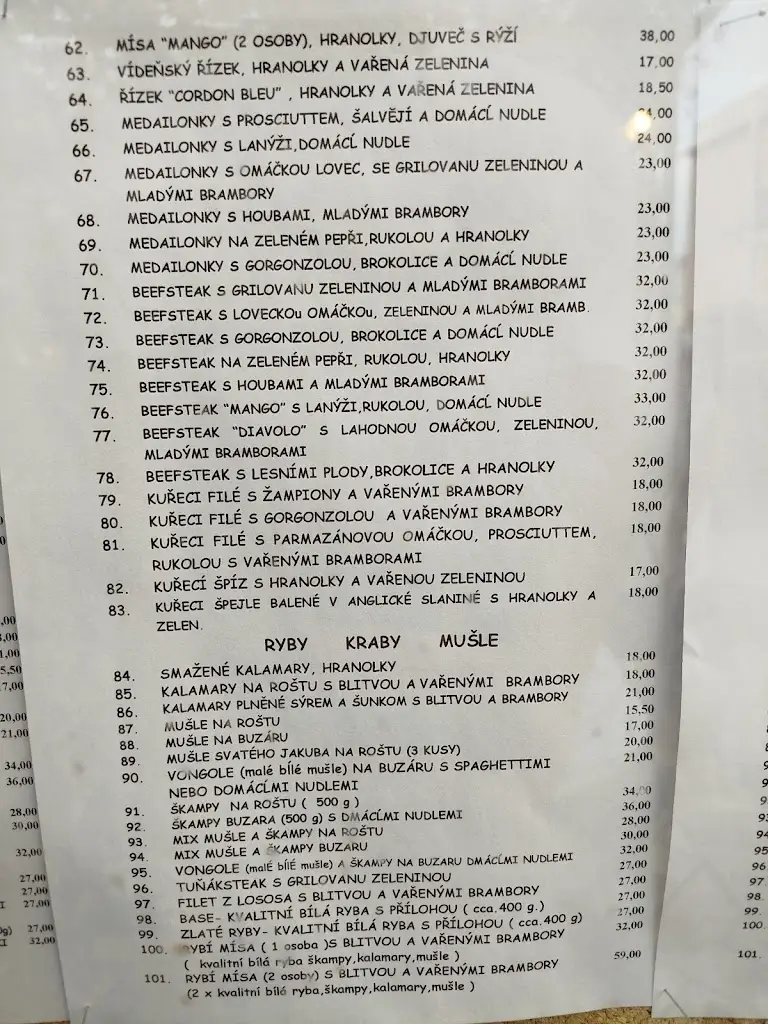 62. MÍSA "MANGO" (2 OSOBY), HRANOLKY, DJUVEČ S RÝŽÍ 38,00
63. VÍDEŇSKÝ ŘÍZEK, HRANOLKY A VAŘENÁ ZELENINA 17,00
64. ŘÍZEK "CORDON BLEU" , HRANOLKY A VAŘENÁ ZELENINA 18,50
65. MEDAILONKY S PROSCIUTTEM, ŠALVĚJÍ A DOMÁCÍ NUDLE 24,00
66. MEDAILONKY S LANÝŽI,DOMÁCÍ NUDLE 24,00
67. MEDAILONKY S OMÁČKOU LOVEC, SE GRILOVANU ZELENINOU A 23,00
MLADÝMI BRAMBORY
68. MEDAILONKY S HOUBAMI, MLADÝMI BRAMBORY 23,00
69. MEDAILONKY NA ZELENÉM PEPŘI,RUKOLOU A HRANOLKY 23,00
70. MEDAILONKY S GORGONZOLOU, BROKOLICE A DOMÁCÍ NUDLE 23,00
71. BEEFSTEAK S GRILOVANU ZELENINOU A MLADÝMI BRAMBORAMI 32,00
72. BEEFSTEAK S LOVECKOu OMÁČKOu, ZELENINOU A MLADÝMI BRAMB. 32,00
73. BEEFSTEAK S GORGONZOLOU, BROKOLICE A DOMÁCÍ NUDLE 32,00
74. BEEFSTEAK NA ZELENÉM PEPŘI, RUKOLOU, HRANOLKY 32,00
75. BEEFSTEAK S HOUBAMI A MLADÝMI BRAMBORAMI 32,00
76. BEEFSTEAK "MANGO" S LANÝŽI,RUKOLOU, DOMÁCÍ NUDLE 33,00
77. BEEFSTEAK "DIAVOLO" S LAHODNOU OMÁČKOU, ZELENINOU, 32,00
MLADÝMI BRAMBORAMI
78. BEEFSTEAK S LESNÍMI PLODY,BROKOLICE A HRANOLKY 32,00
79. KUŘECI FILÉ S ŽAMPIONY A VAŘENÝMI BRAMBORY 18,00
80. KUŘECI FILÉ S GORGONZOLOU A VAŘENÝMI BRAMBORY 18,00
81. KUŘECI FILÉ S PARMAZÁNOVOU OMÁČKOU, PROSCIUTTEM, 18,00
RUKOLOU S VAŘENÝMI BRAMBORAMI
82. KUŘECÍ ŠPÍZ S HRANOLKY A VAŘENOU ZELENINOU 17,00
83. KUŘECI ŠPEJLE BALENÉ V ANGLICKÉ SLANINĚ S HRANOLKY A 18,00
ZELEN.
RYBY KRABY MUŠLE
84. SMAŽENÉ KALAMARY, HRANOLKY 18,00
85. KALAMARY NA ROŠTU S BLITVOU A VAŘENÝMI BRAMBORY 18,00
86. KALAMARY PLNĚNÉ SÝREM A ŠUNKOM S BLITVOU A BRAMBORY 21,00
87. MUŠLE NA ROŠTU 15,50
88. MUŠLE NA BUZÁRU 17,00
89. MUŠLE SVATÉHO JAKUBA NA ROŠTU (3 KUSY) 20,00
90. VONGOLE (malé bílé mušle) NA BUZÁRU S SPAGHETTIMI 21,00
NEBO DOMÁCÍMI NUDLEMI
91. ŠKAMPY NA ROŠTU ( 500 g ) 34,00
92. ŠKAMPY BUZARA (500 g) S DMÁCÍMI NUDLEMI 36,00
93. MIX MUŠLE A ŠKAMPY NA ROŠTU 28,00
94. MIX MUŠLE A ŠKAMPY BUZARU 30,00
95. VONGOLE (malé bílé mušle) A ŠKAMPY NA BUZARU DMÁCÍMI NUDLEMI 32,00
96. TUŇÁKSTEAK S GRILOVANU ZELENINOU 27,00
97. FILET Z LOSOSA S BLITVOU A VAŘENÝMI BRAMBORY 27,00
98. BASE- KVALITNÍ BÍLÁ RYBA S PŘÍLOHOU ( cca.400 g.) 27,00
99. ZLATÉ RYBY- KVALITNÍ BÍLÁ RYBA S PŘÍLOHOU ( cca.400 g) 27,00
100. RYBÍ MÍSA ( 1 osoba )S BLITVOU A VAŘENÝMI BRAMBORY 32,00
( kvalitní bílá ryba škampy,kalamary,mušle )
101. RYBÍ MÍSA (2 osoby) S BLITVOU A VAŘENÝMI BRAMBORY 59,00
(2 x kvalitní bílé ryba,škampy,kalamary,mušle )